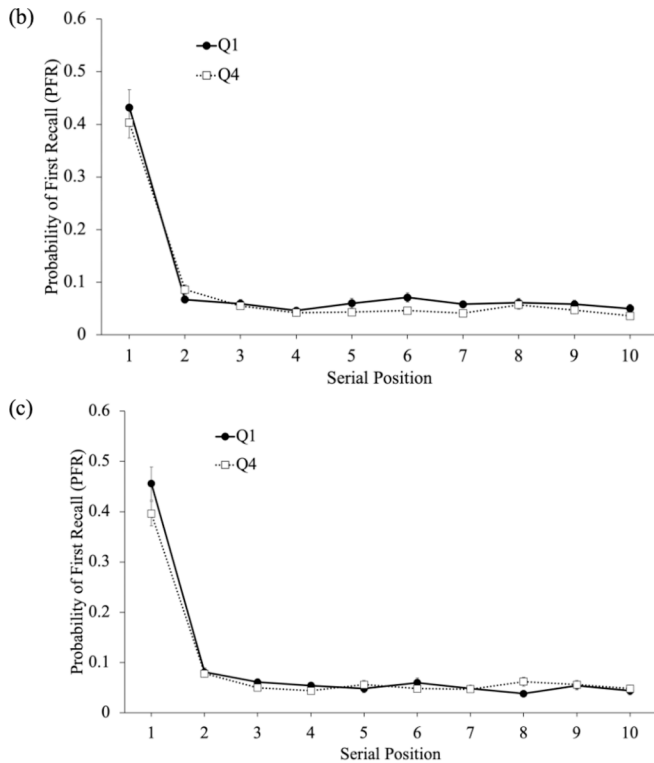 (b)
Probability of First Recall (PFR)
0.6
0.5
0.4
0.3
0.2
0.1
0
Q1
Q4
1 2 3 4 5 6 7 8 9 10
Serial Position
(c)
Probability of First Recall (PFR)
0.6
0.5
0.4
0.3
0.2
0.1
0
Q1
Q4
1 2 3 4 5 6 7 8 9 10
Serial Position